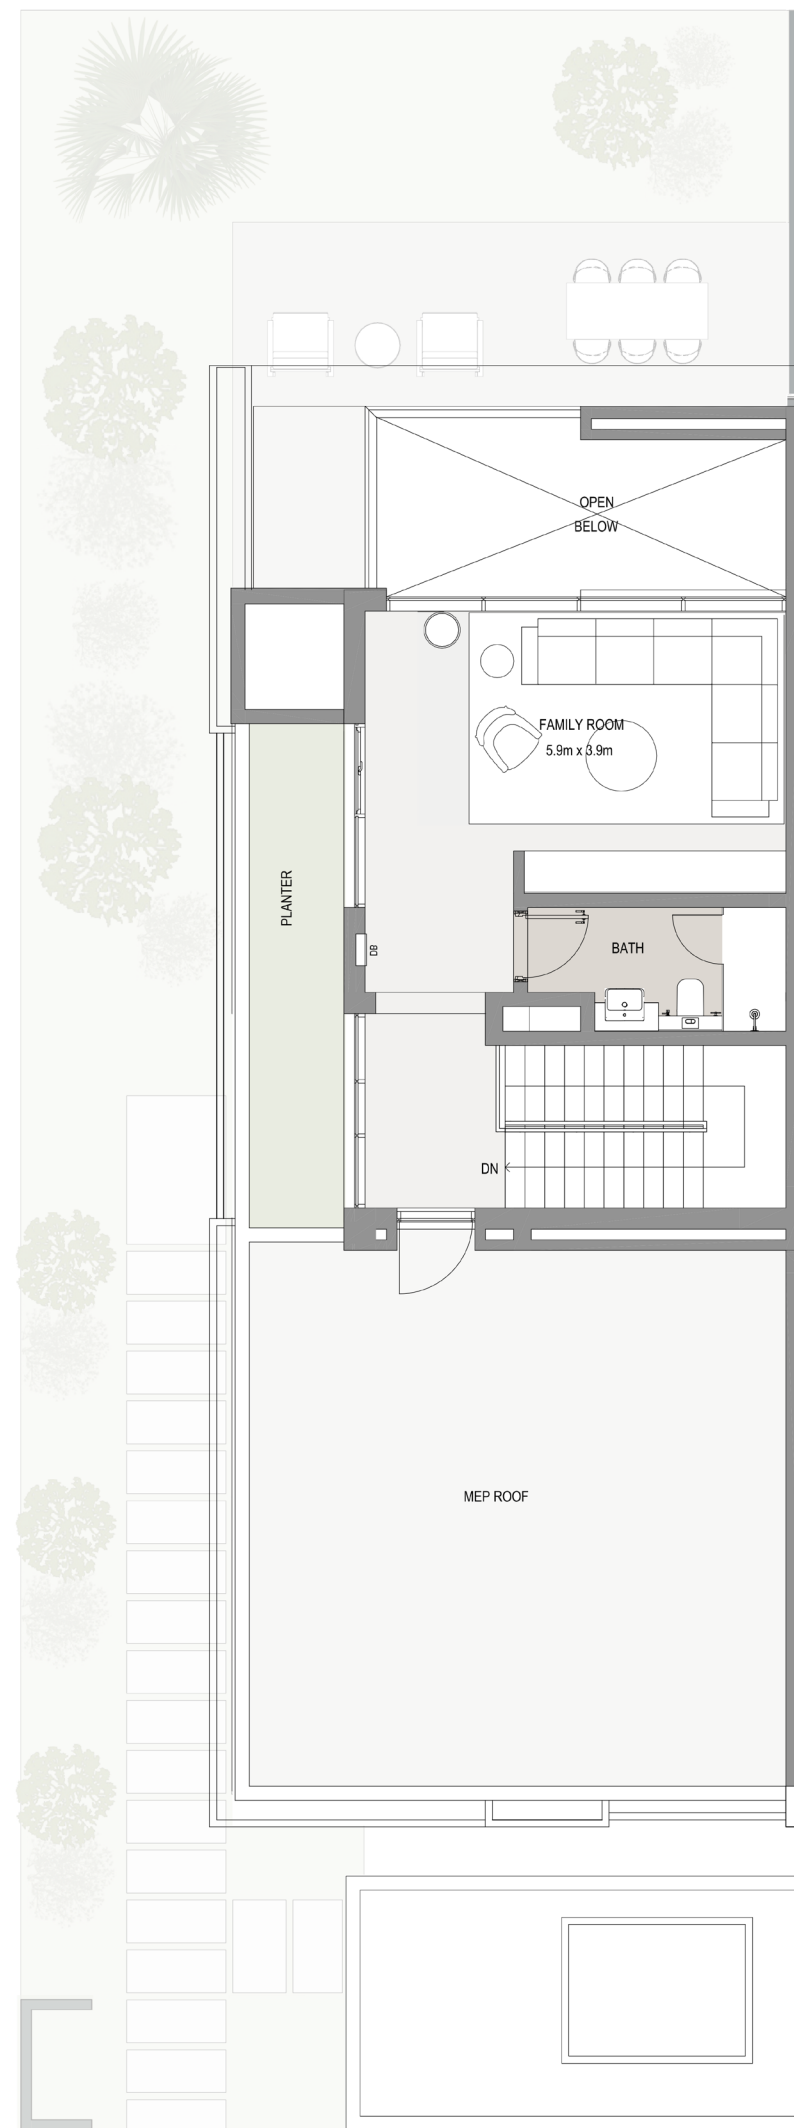 OPEN
BELOW
FAMILY ROOM
5.9m x 3.9m
PLANTER
DB
BATH
DN
MEP ROOF